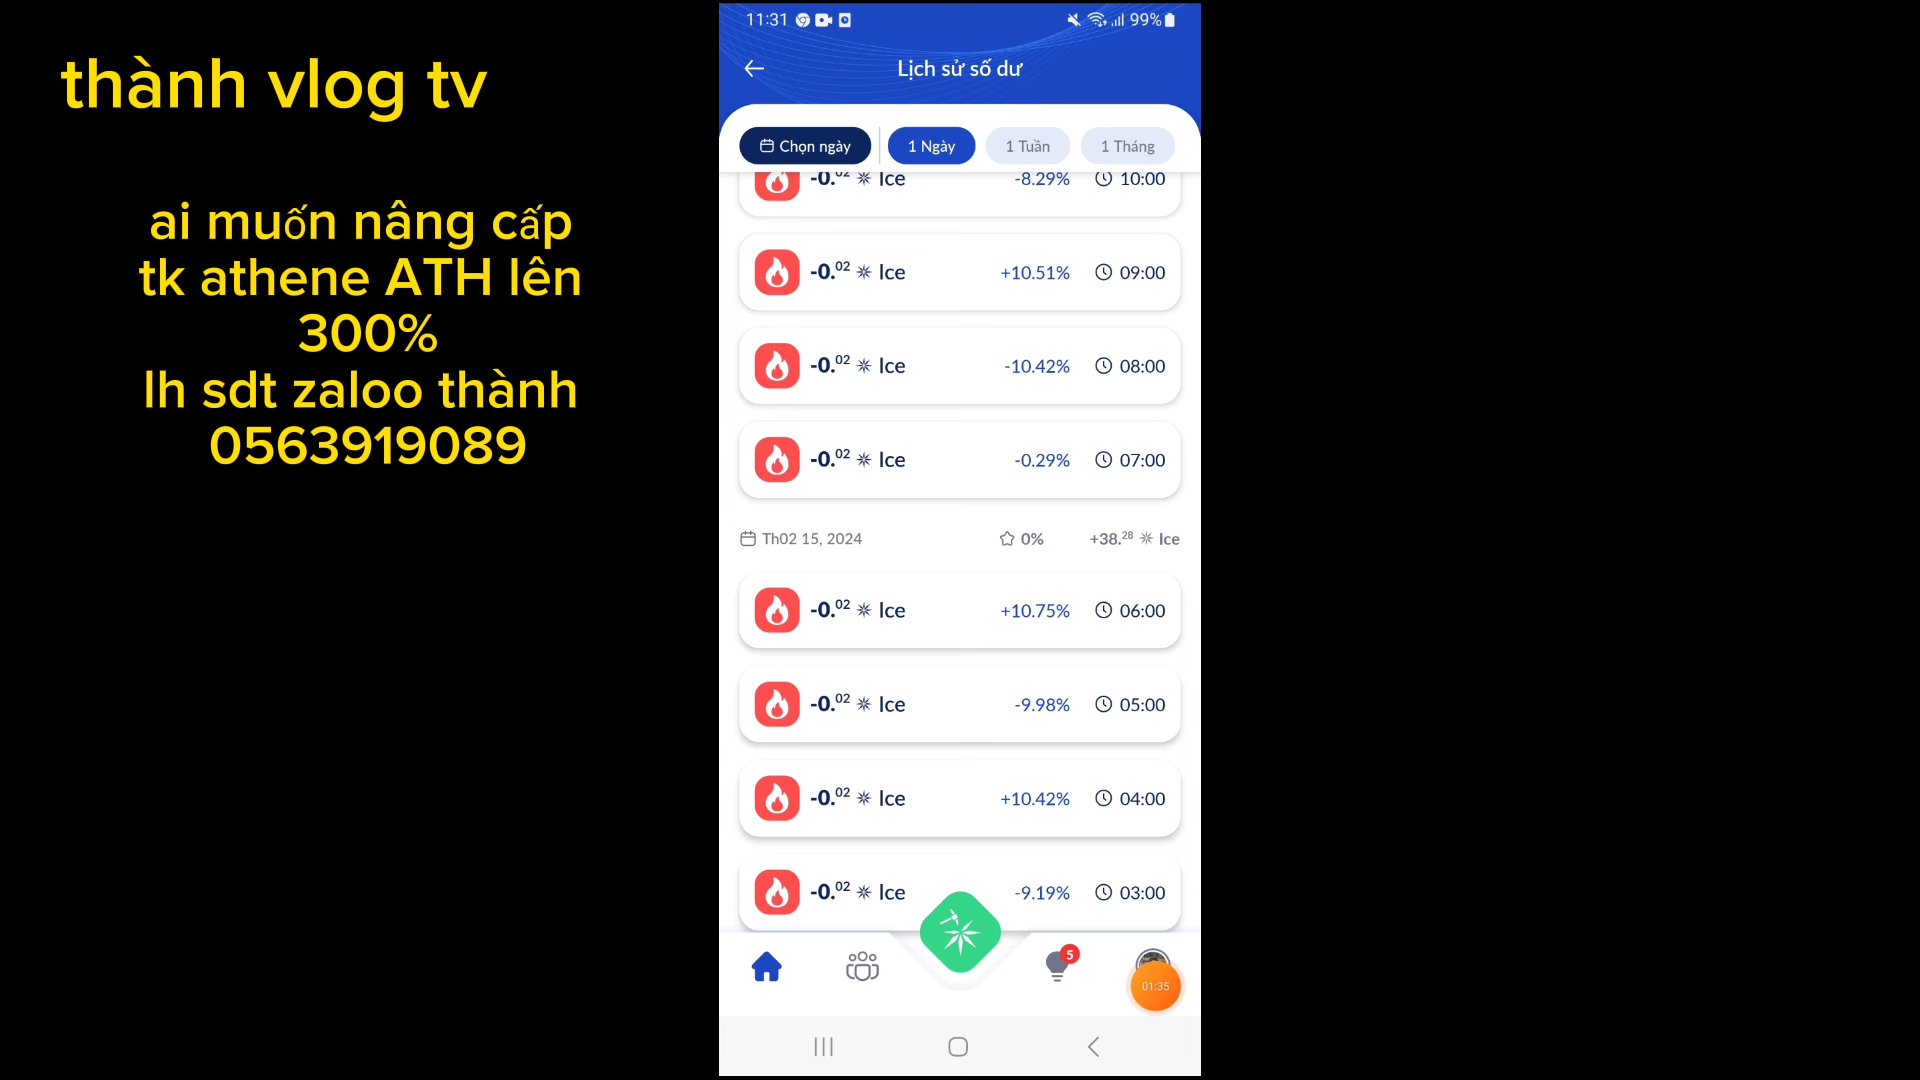 thành vlog tv
ai muốn nâng cấp
tk athene ATH lên
300%
lh sdt zaloo thành
0563919089
11:31 99%
Lịch sử số dư
Chọn ngày 1 Ngày 1 Tuần 1 Tháng
-0.02 Ice -8.29% 10:00
-0.02 Ice +10.51% 09:00
-0.02 Ice -10.42% 08:00
-0.02 Ice -0.29% 07:00
Th02 15, 2024 0% +38.28 Ice
-0.02 Ice +10.75% 06:00
-0.02 Ice -9.98% 05:00
-0.02 Ice +10.42% 04:00
-0.02 Ice -9.19% 03:00
5
01:35